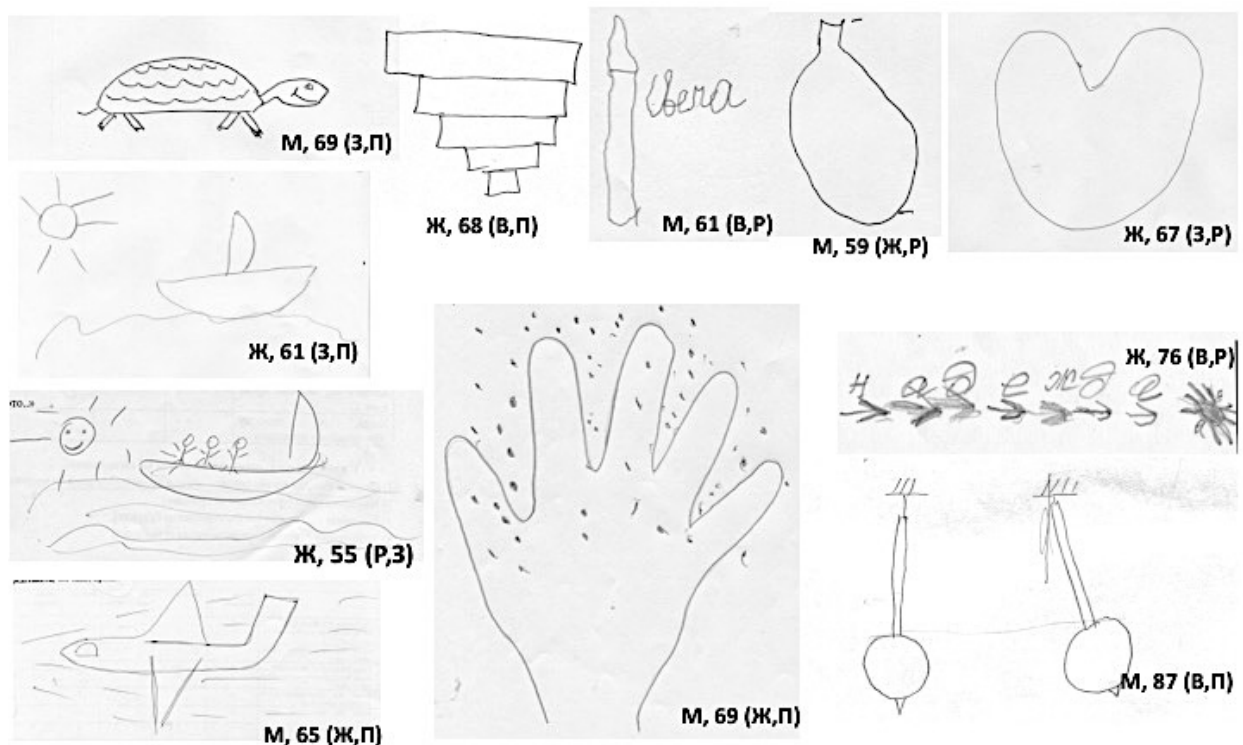 М, 69 (З,П)
Ж, 68 (В,П)
свеча
М, 61 (В,Р)
М, 59 (Ж,Р)
Ж, 67 (З,Р)
Ж, 61 (З,П)
Ж, 76 (В,Р)
Ж, 55 (Р,З)
М, 65 (Ж,П)
М, 69 (Ж,П)
М, 87 (В,П)